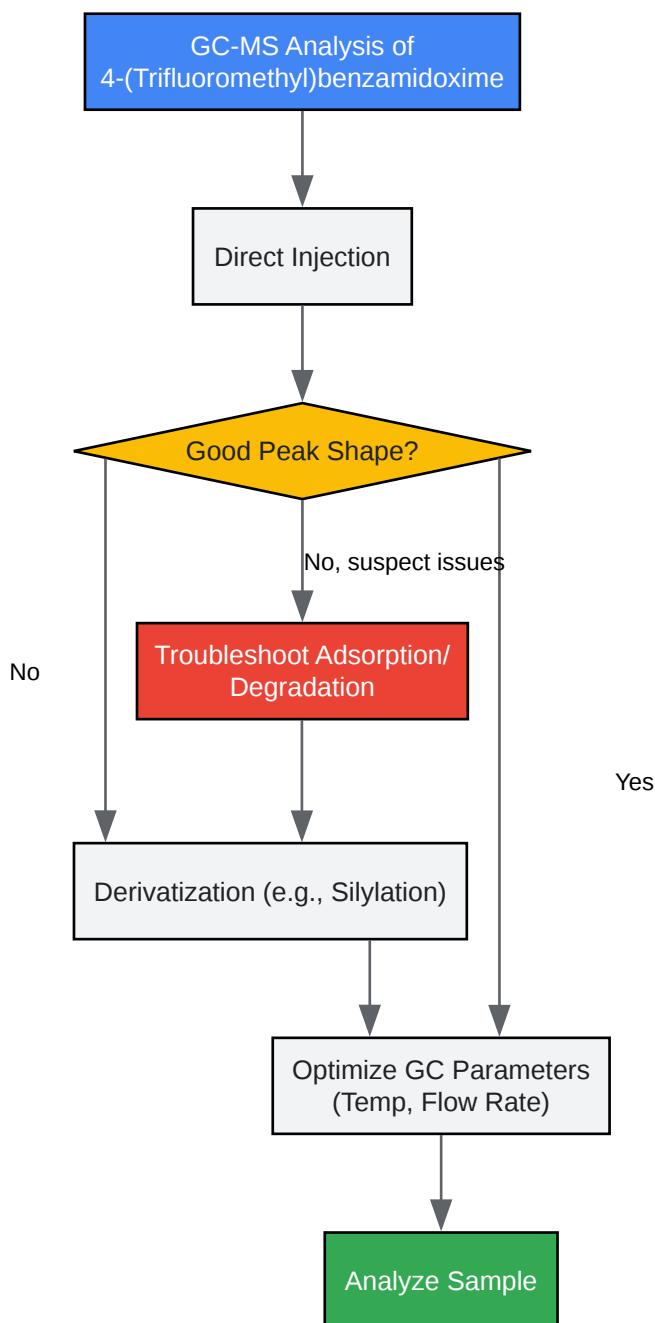 GC-MS Analysis of
4-(Trifluoromethyl)benzamidoxime
Direct Injection
Good Peak Shape?
No, suspect issues
Troubleshoot Adsorption/
Degradation
No
Yes
Derivatization (e.g., Silylation)
Optimize GC Parameters
(Temp, Flow Rate)
Analyze Sample